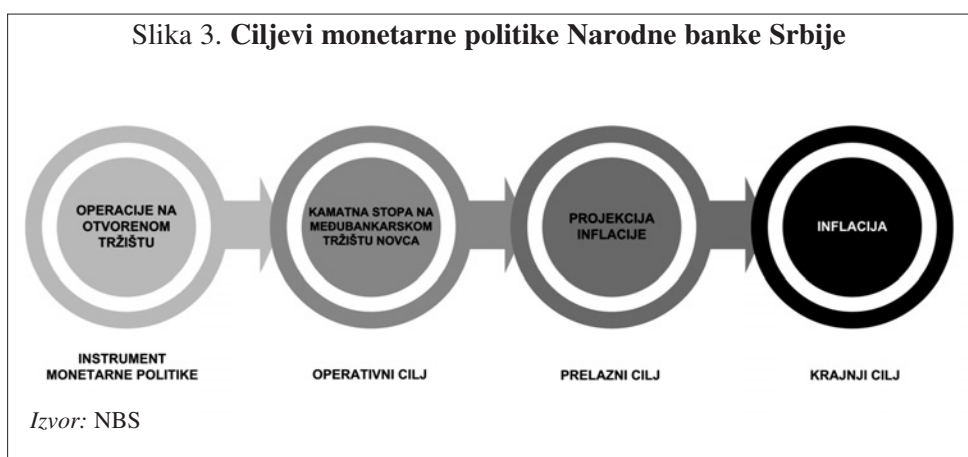 Slika 3. Ciljevi monetarne politike Narodne banke Srbije
OPERACIJE NA
OTVORENOM
TRŽIŠTU
KAMATNA STOPA NA
MEĐUBANKARSKOM
TRŽIŠTU NOVCA
PROJEKCIJA
INFLACIJE
INFLACIJA
INSTRUMENT
MONETARNE POLITIKE
OPERATIVNI CILJ
PRELAZNI CILJ
KRAJNJI CILJ
Izvor: NBS